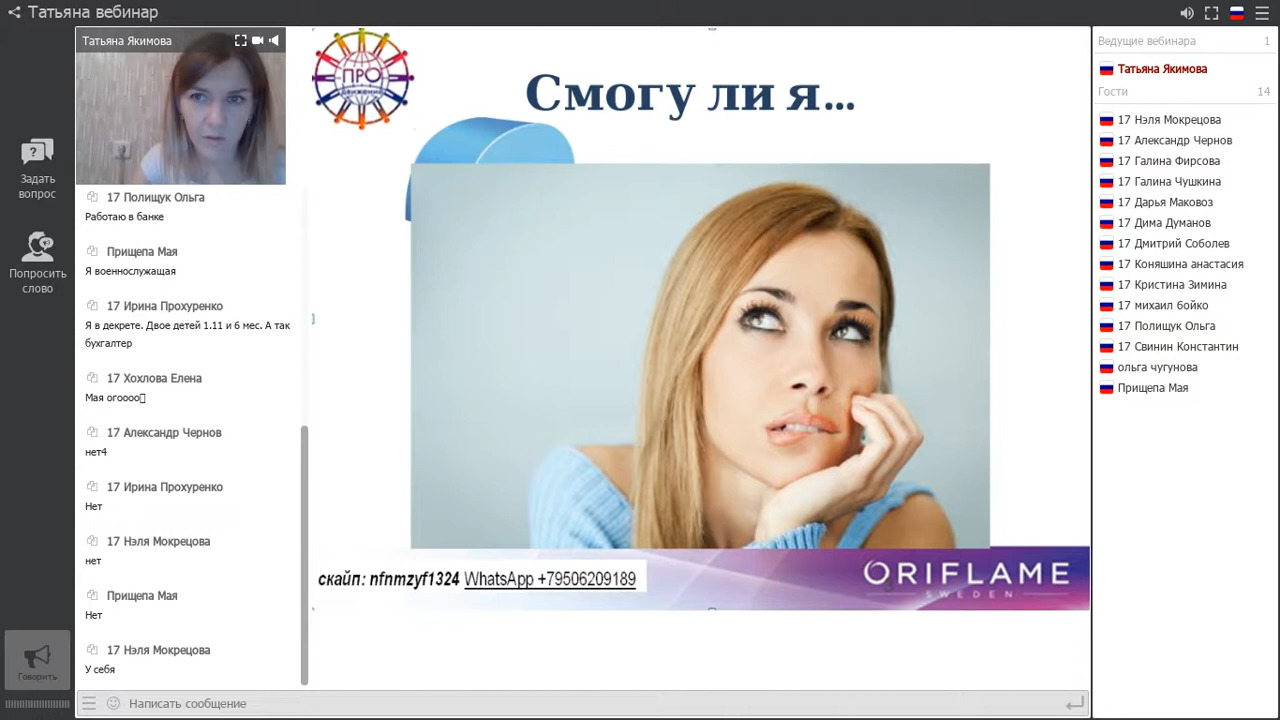 Татьяна вебинар
Татьяна Якимова
Задать
вопрос
Попросить
слово
Говорить
17 Полищук Ольга
Работаю в банке
Прищепа Мая
Я военнослужащая
17 Ирина Прохуренко
Я в декрете. Двое детей 1.11 и 6 мес. А так
бухгалтер
17 Хохлова Елена
Мая огоооо
17 Александр Чернов
нет4
17 Ирина Прохуренко
Нет
17 Нэля Мокрецова
нет
Прищепа Мая
Нет
17 Нэля Мокрецова
У себя
Написать сообщение
ПРО
Движение
Смогу ли я...
скайп: nfnmzyf1324 WhatsApp +79506209189
ORIFLAME
SWEDEN
Ведущие вебинара 1
Татьяна Якимова
Гости 14
17 Нэля Мокрецова
17 Александр Чернов
17 Галина Фирсова
17 Галина Чушкина
17 Дарья Маковоз
17 Дима Думанов
17 Дмитрий Соболев
17 Коняшина анастасия
17 Кристина Зимина
17 михаил бойко
17 Полищук Ольга
17 Свинин Константин
ольга чугунова
Прищепа Мая